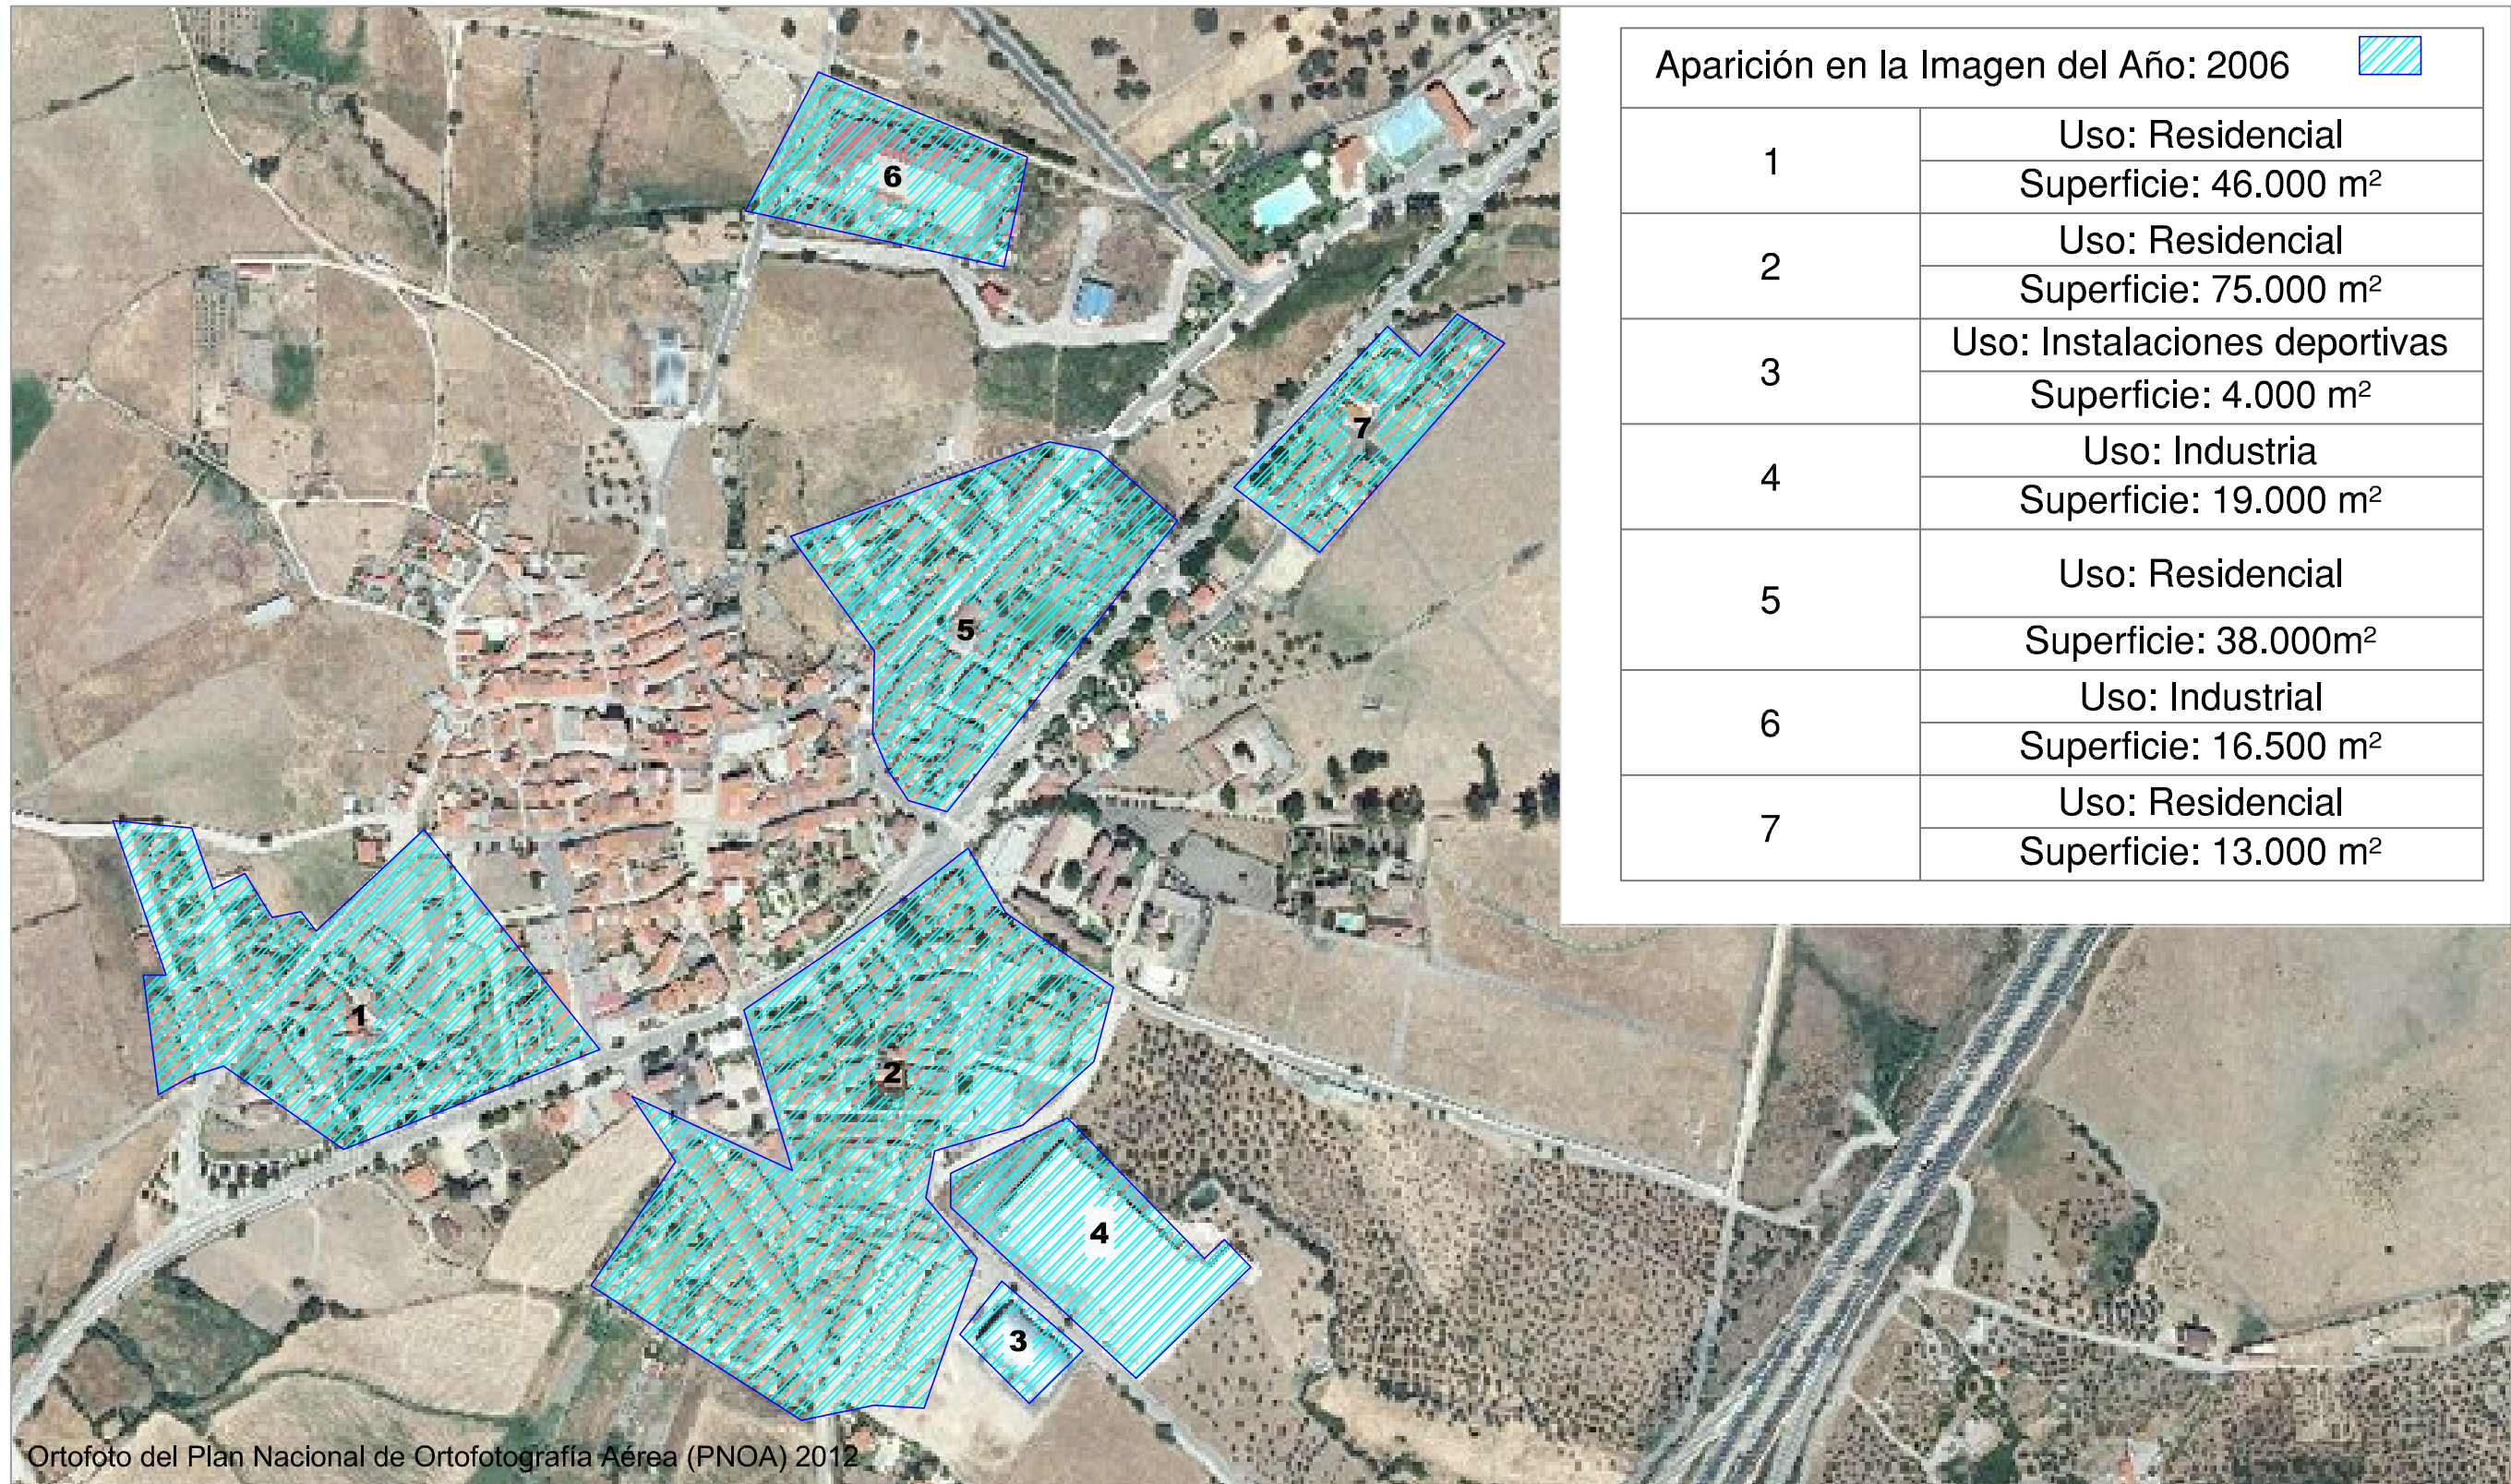 Aparición en la Imagen del Año: 2006
1
Uso: Residencial
Superficie: 46.000 m²
2
Uso: Residencial
Superficie: 75.000 m²
3
Uso: Instalaciones deportivas
Superficie: 4.000 m²
4
Uso: Industria
Superficie: 19.000 m²
5
Uso: Residencial
Superficie: 38.000m²
6
Uso: Industrial
Superficie: 16.500 m²
7
Uso: Residencial
Superficie: 13.000 m²
6
7
5
1
2
4
3
Ortofoto del Plan Nacional de Ortofotografía Aérea (PNOA) 2012